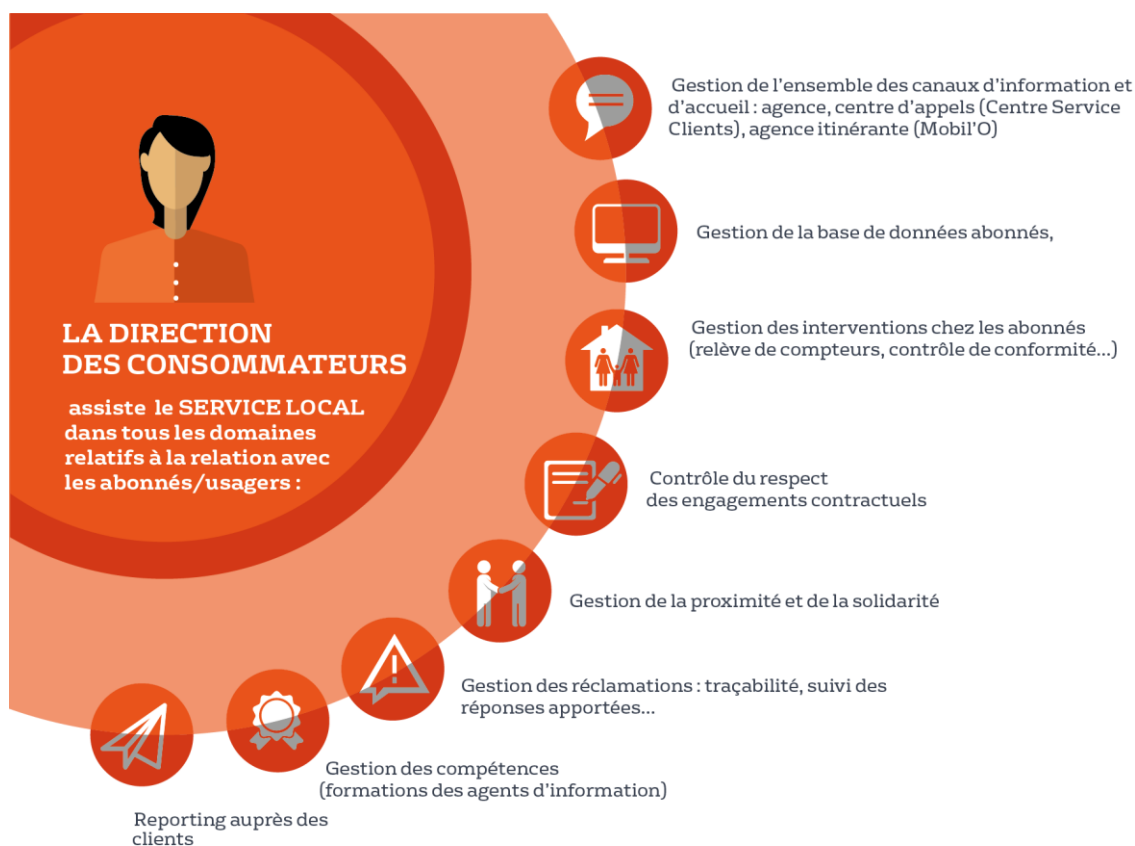 LA DIRECTION
DES CONSOMMATEURS
assiste le SERVICE LOCAL
dans tous les domaines
relatifs à la relation avec
les abonnés/usagers :
Gestion de l’ensemble des canaux d’information et
d’accueil : agence, centre d’appels (Centre Service
Clients), agence itinérante (Mobil’O)
Gestion de la base de données abonnés,
Gestion des interventions chez les abonnés
(relève de compteurs, contrôle de conformité...)
Contrôle du respect
des engagements contractuels
Gestion de la proximité et de la solidarité
Gestion des réclamations : traçabilité, suivi des
réponses apportées...
Gestion des compétences
(formations des agents d’information)
Reporting auprès des
clients